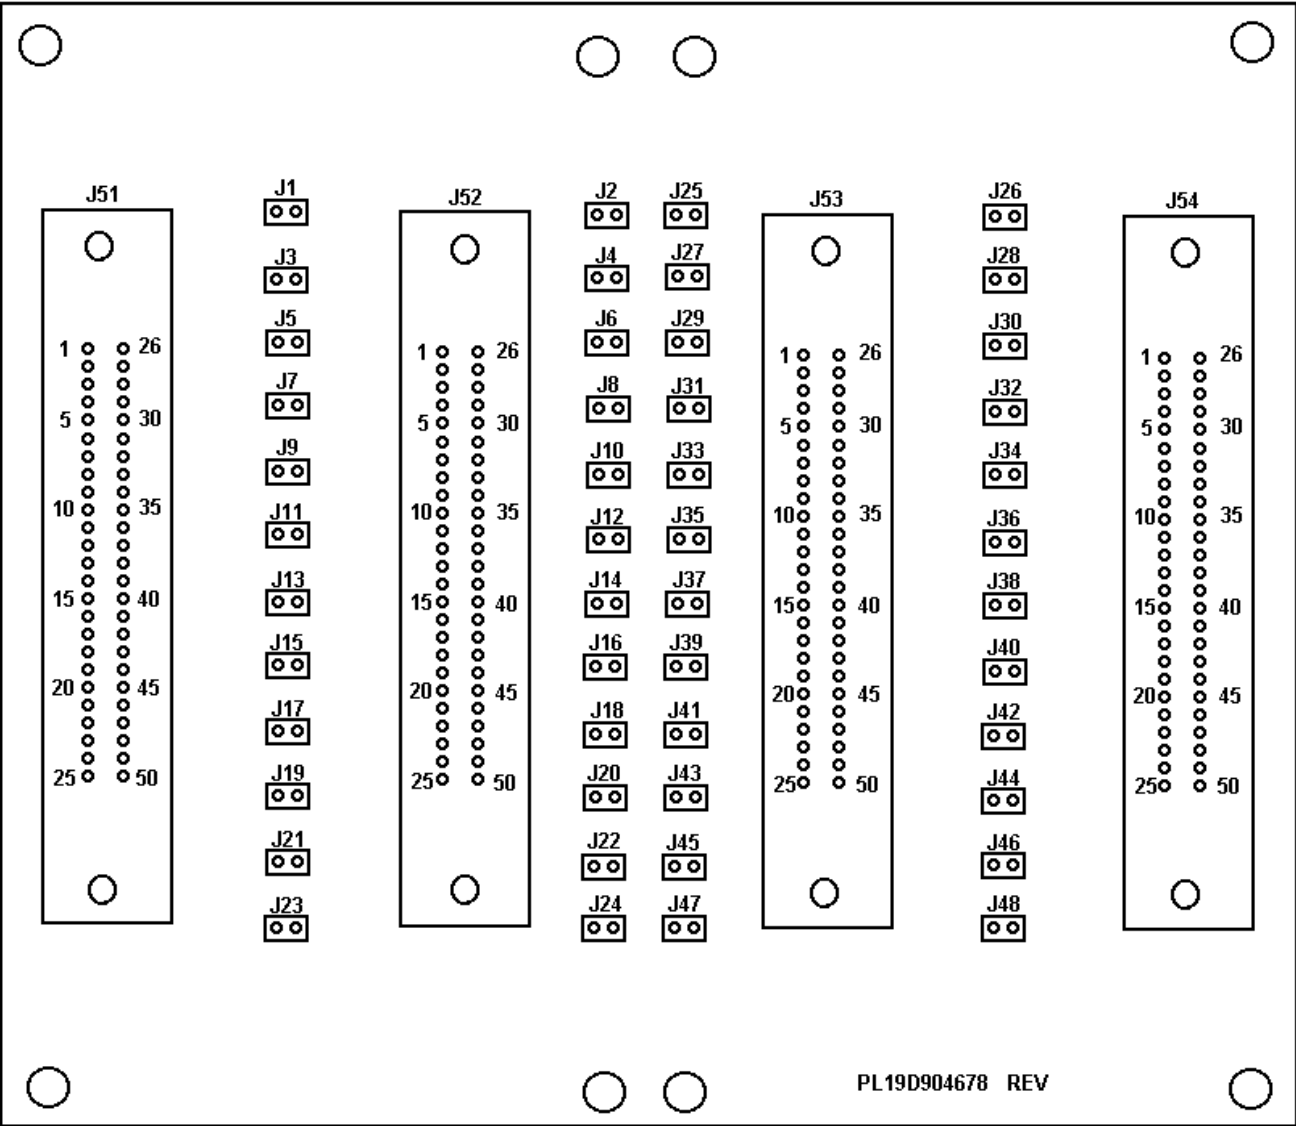 J1
J2 J25
J26
J51
J52
J53
J54
J3
J4 J27
J28
J5
J6 J29
J30
1 26
1 26
1 26
1 26
J7
J8 J31
J32
5 30
5 30
5 30
5 30
J9
J10 J33
J34
10 35
10 35
10 35
10 35
J11
J12 J35
J36
J13
J14 J37
J38
15 40
15 40
15 40
15 40
J15
J16 J39
J40
20 45
20 45
20 45
20 45
J17
J18 J41
J42
J19
J20 J43
J44
25 50
25 50
25 50
25 50
J21
J22 J45
J46
J23
J24 J47
J48
PL19D904678 REV